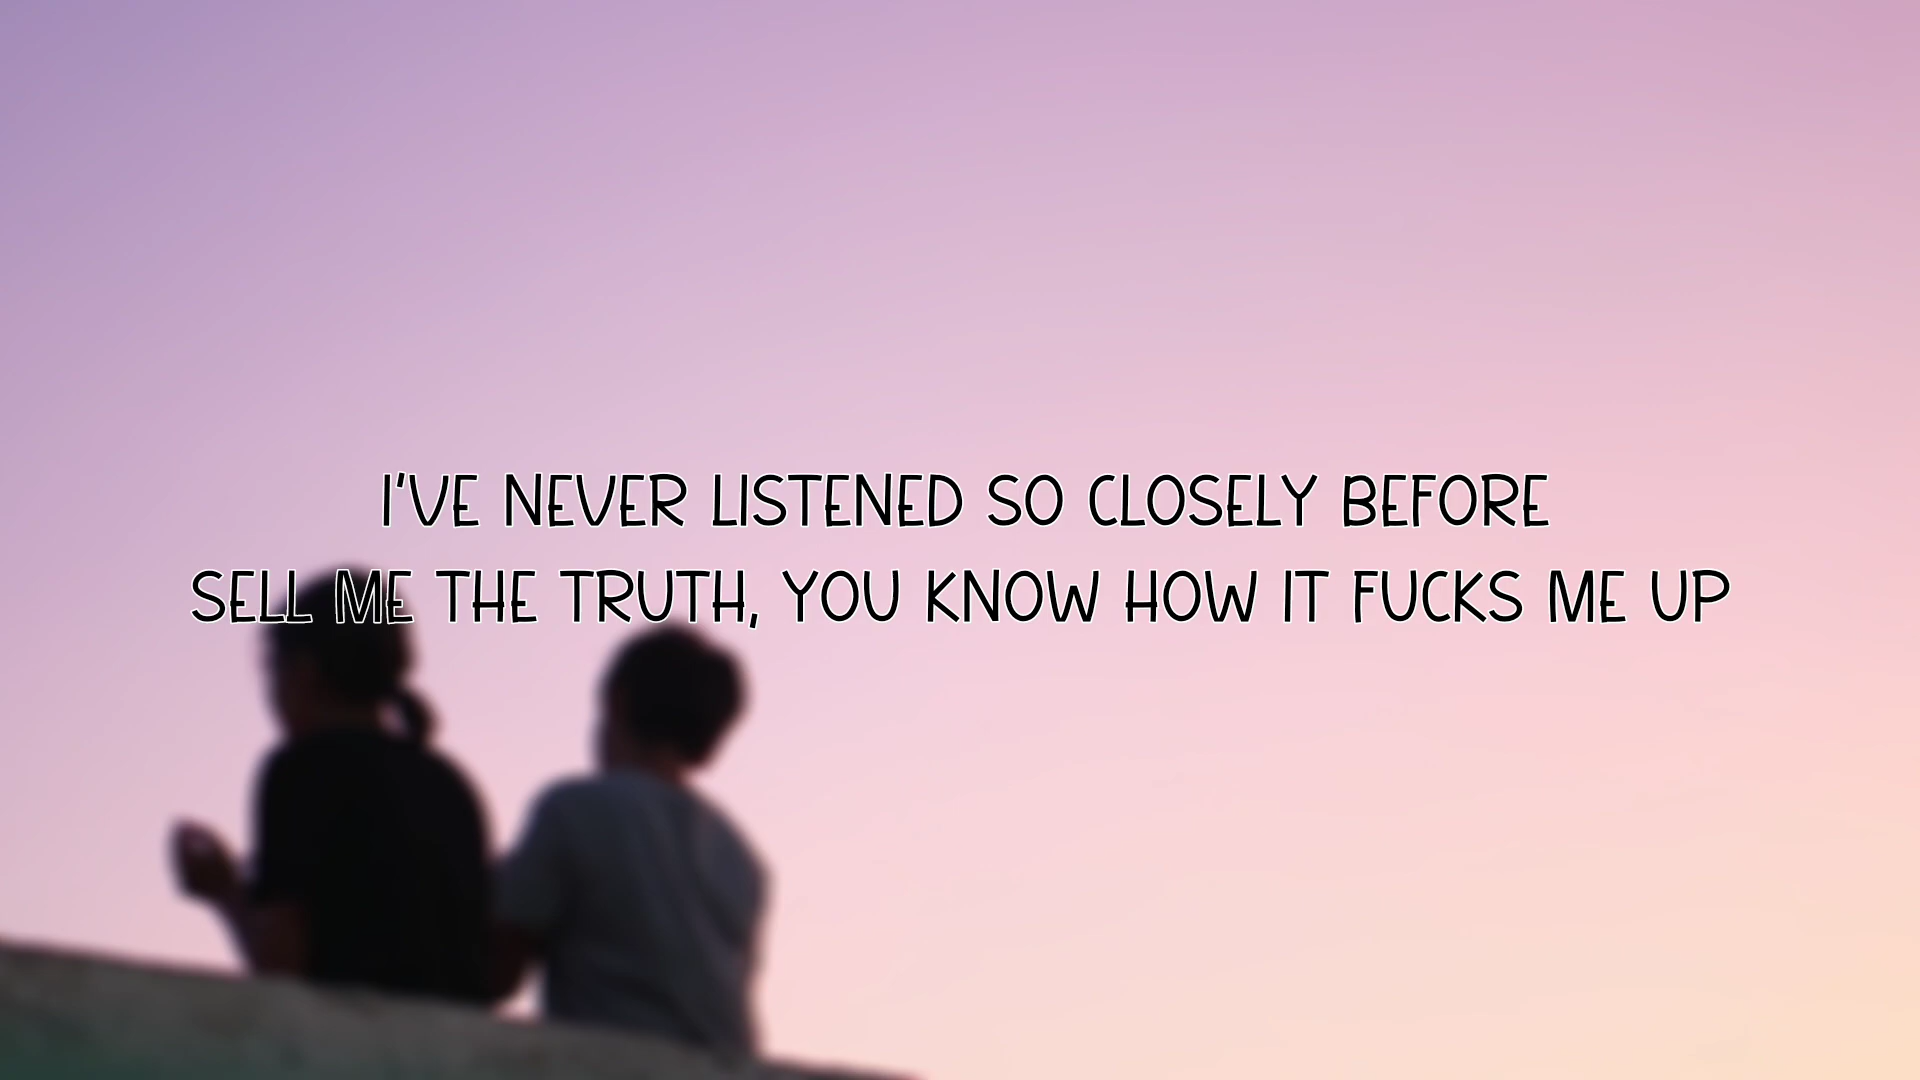 I'VE NEVER LISTENED SO CLOSELY BEFORE
SELL ME THE TRUTH, YOU KNOW HOW IT FUCKS ME UP